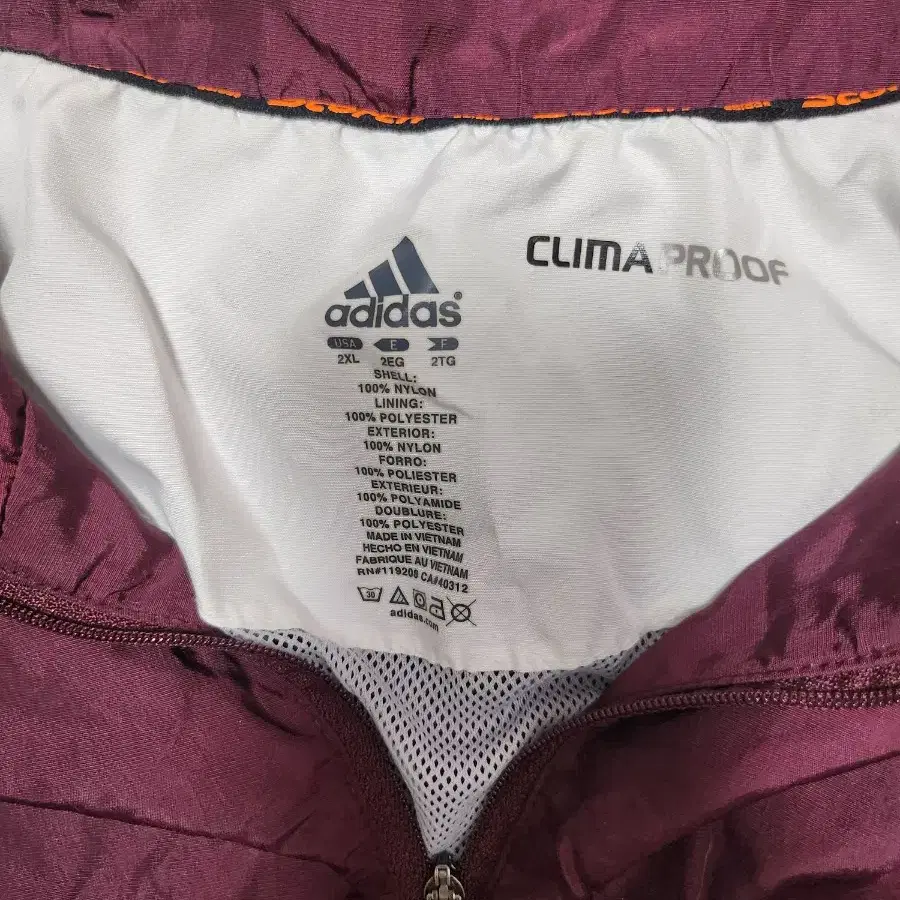 CLIMAPROOF
adidas®
USA E F
2XL 2EG 2TG
SHELL:
100% NYLON
LINING:
100% POLYESTER
EXTERIOR:
100% NYLON
FORRO:
100% POLIESTER
EXTERIEUR:
100% POLYAMIDE
DOUBLURE:
100% POLYESTER
MADE IN VIETNAM
HECHO EN VIETNAM
FABRIQUE AU VIETNAM
RN#119208 CA#40312
30
adidas.com